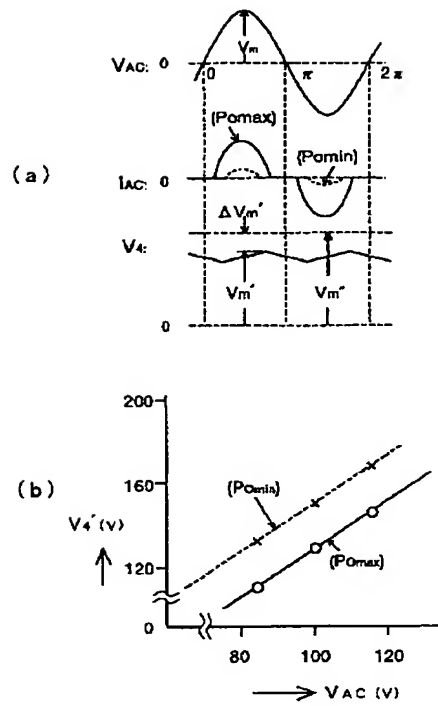 (a)
Vm
VAC: 0
0 π 2π
(Pomax)
(Pomin)
IAC: 0
ΔVm'
V4:
Vm' Vm"
0
(b)
200
160
120
0
V4' (V)
(Pomin)
(Pomax)
80 100 120
VAC (V)